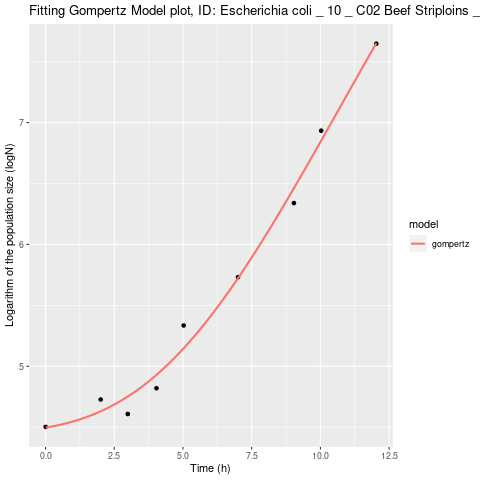 Fitting Gompertz Model plot, ID: Escherichia coli _ 10 _ C02 Beef Striploins _
Logarithm of the population size (logN)
7
6
5
0.0 2.5 5.0 7.5 10.0 12.5
Time (h)
model
gompertz